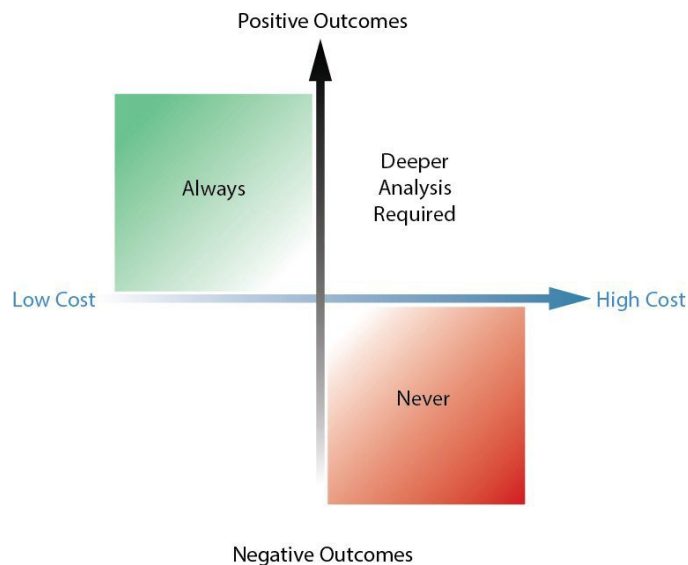 Positive Outcomes
Always
Deeper
Analysis
Required
Low Cost
High Cost
Never
Negative Outcomes